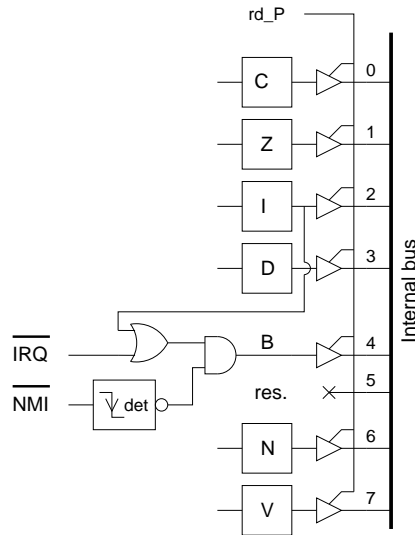 rd_P
C 0
Z 1
I 2
D 3
IRQ
B 4
NMI
det
res. 5
N 6
V 7
Internal bus